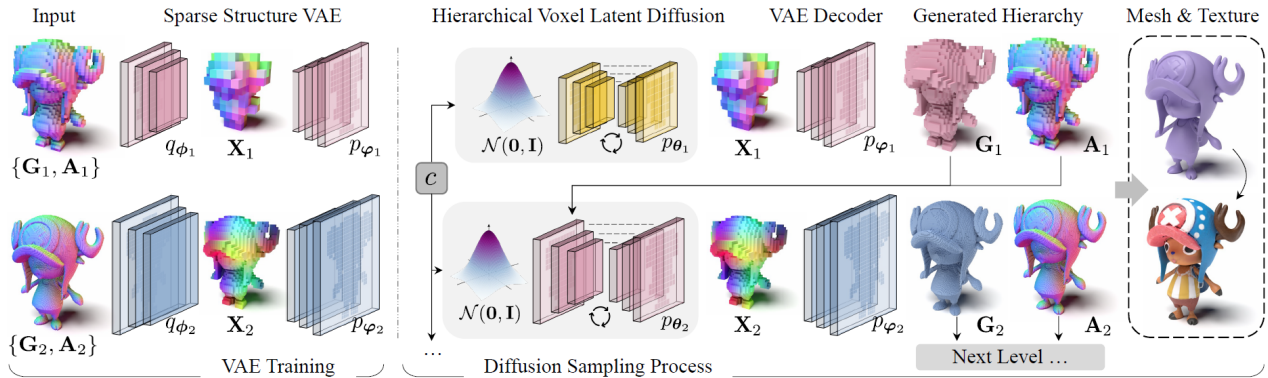 Input
Sparse Structure VAE
Hierarchical Voxel Latent Diffusion
VAE Decoder
Generated Hierarchy
Mesh & Texture
{G₁, A₁}
qϕ₁
X₁
pφ₁
𝒩(0, I)
pθ₁
X₁
pφ₁
G₁
A₁
c
{G₂, A₂}
qϕ₂
X₂
pφ₂
𝒩(0, I)
pθ₂
X₂
pφ₂
G₂
A₂
...
Next Level ...
VAE Training
Diffusion Sampling Process